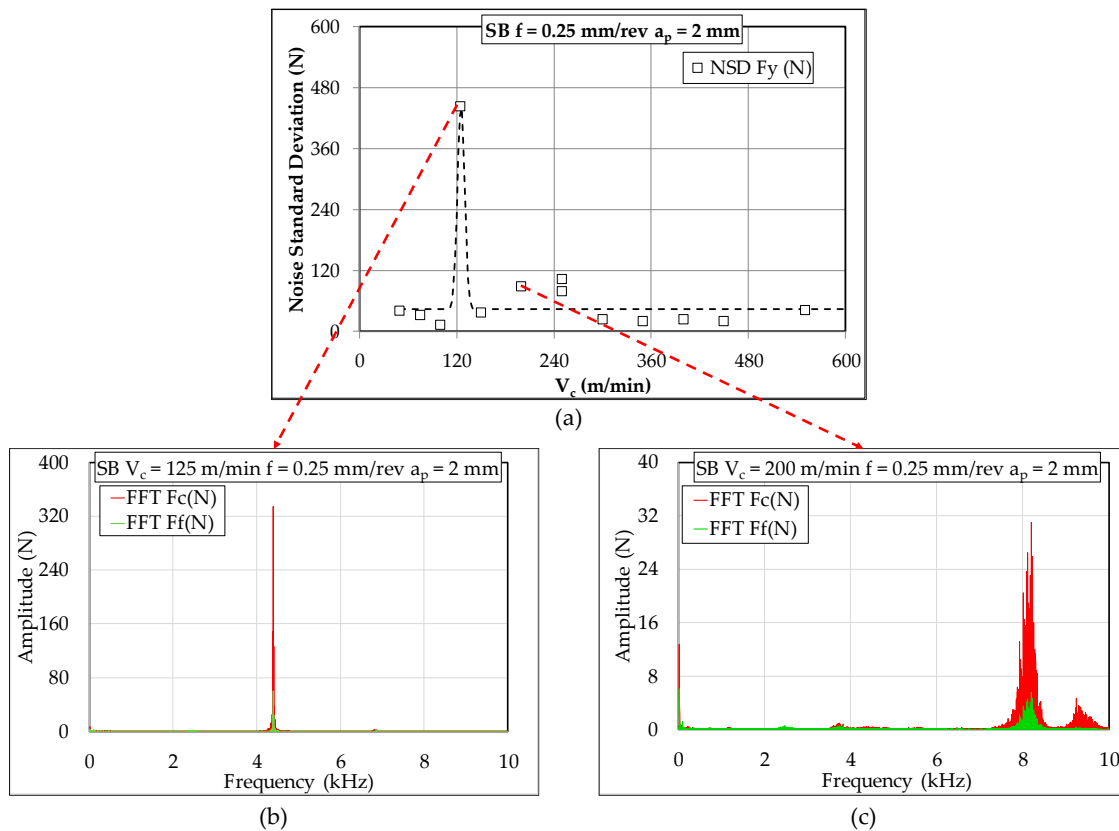 SB f = 0.25 mm/rev a_p = 2 mm
NSD Fy (N)
Noise Standard Deviation (N)
600
480
360
240
120
0
0 120 240 360 480 600
V_c (m/min)
(a)
SB V_c = 125 m/min f = 0.25 mm/rev a_p = 2 mm
FFT Fc(N)
FFT Ff(N)
Amplitude (N)
400
320
240
160
80
0
0 2 4 6 8 10
Frequency (kHz)
(b)
SB V_c = 200 m/min f = 0.25 mm/rev a_p = 2 mm
FFT Fc(N)
FFT Ff(N)
Amplitude (N)
40
32
24
16
8
0
0 2 4 6 8 10
Frequency (kHz)
(c)